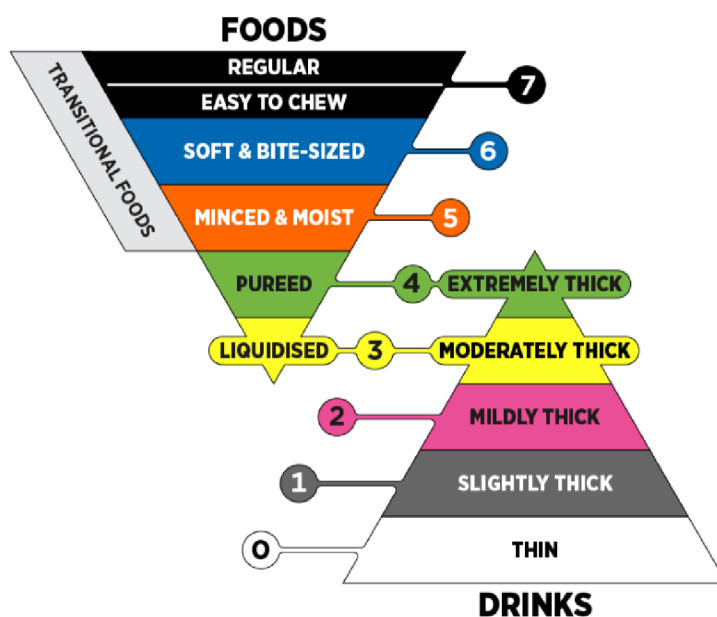 FOODS
REGULAR
EASY TO CHEW
7
TRANSITIONAL FOODS
SOFT & BITE-SIZED
6
MINCED & MOIST
5
PUREED
4
EXTREMELY THICK
LIQUIDISED
3
MODERATELY THICK
2
MILDLY THICK
1
SLIGHTLY THICK
0
THIN
DRINKS